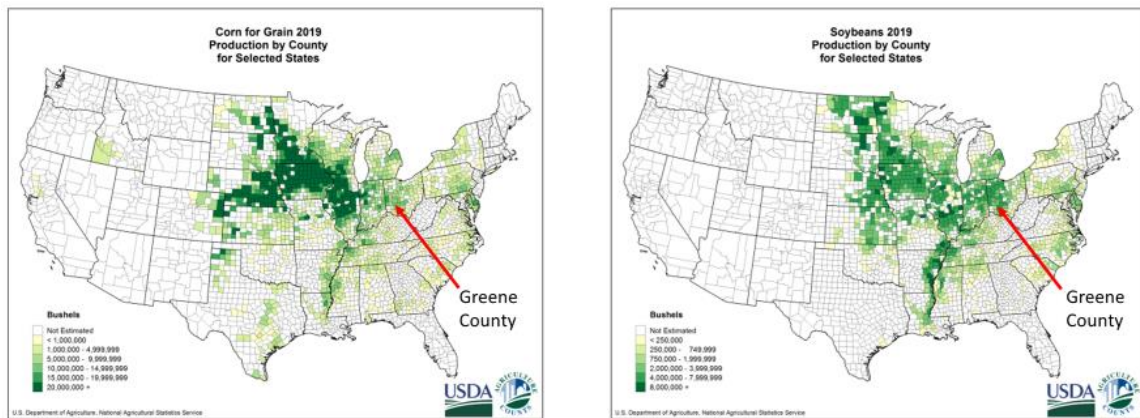 Corn for Grain 2019
Production by County
for Selected States
Greene
County
Bushels
Not Estimated
< 1,000,000
1,000,000 - 4,999,999
5,000,000 - 9,999,999
10,000,000 - 14,999,999
15,000,000 - 19,999,999
20,000,000 +
USDA
AGRICULTURE
COUNTS
U.S. Department of Agriculture, National Agricultural Statistics Service
Soybeans 2019
Production by County
for Selected States
Greene
County
Bushels
Not Estimated
< 250,000
250,000 - 749,999
750,000 - 1,999,999
2,000,000 - 3,999,999
4,000,000 - 7,999,999
8,000,000 +
USDA
AGRICULTURE
COUNTS
U.S. Department of Agriculture, National Agricultural Statistics Service